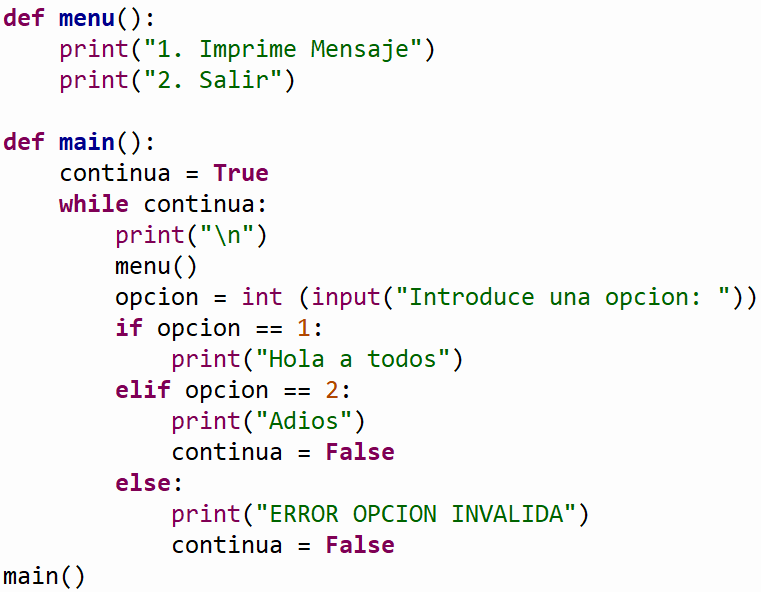 def menu():
    print("1. Imprime Mensaje")
    print("2. Salir")

def main():
    continua = True
    while continua:
        print("\n")
        menu()
        opcion = int (input("Introduce una opcion: "))
        if opcion == 1:
            print("Hola a todos")
        elif opcion == 2:
            print("Adios")
            continua = False
        else:
            print("ERROR OPCION INVALIDA")
            continua = False
main()